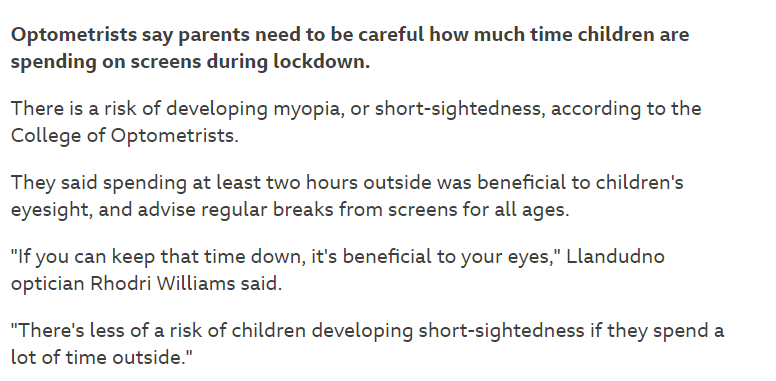 Optometrists say parents need to be careful how much time children are
spending on screens during lockdown.
There is a risk of developing myopia, or short-sightedness, according to the
College of Optometrists.
They said spending at least two hours outside was beneficial to children's
eyesight, and advise regular breaks from screens for all ages.
"If you can keep that time down, it's beneficial to your eyes," Llandudno
optician Rhodri Williams said.
"There's less of a risk of children developing short-sightedness if they spend a
lot of time outside."